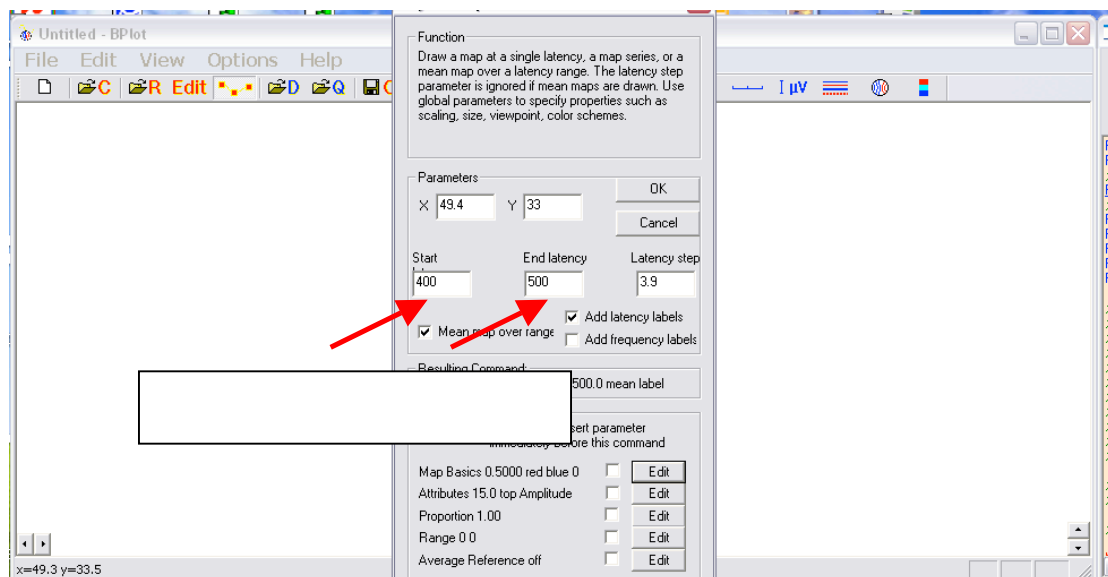 Untitled - BPlot
File Edit View Options Help
C R Edit D Q C I µV
Function
Draw a map at a single latency, a map series, or a
mean map over a latency range. The latency step
parameter is ignored if mean maps are drawn. Use
global parameters to specify properties such as
scaling, size, viewpoint, color schemes.
Parameters
X 49.4 Y 33
OK
Cancel
Start End latency Latency step
400 500 3.9
Add latency labels
Mean map over range
Add frequency labels
Resulting Command:
500.0 mean label
parameter
immediately before this command
Map Basics 0.5000 red blue 0 Edit
Attributes 15.0 top Amplitude Edit
Proportion 1.00 Edit
Range 0 0 Edit
Average Reference off Edit
x=49.3 y=33.5